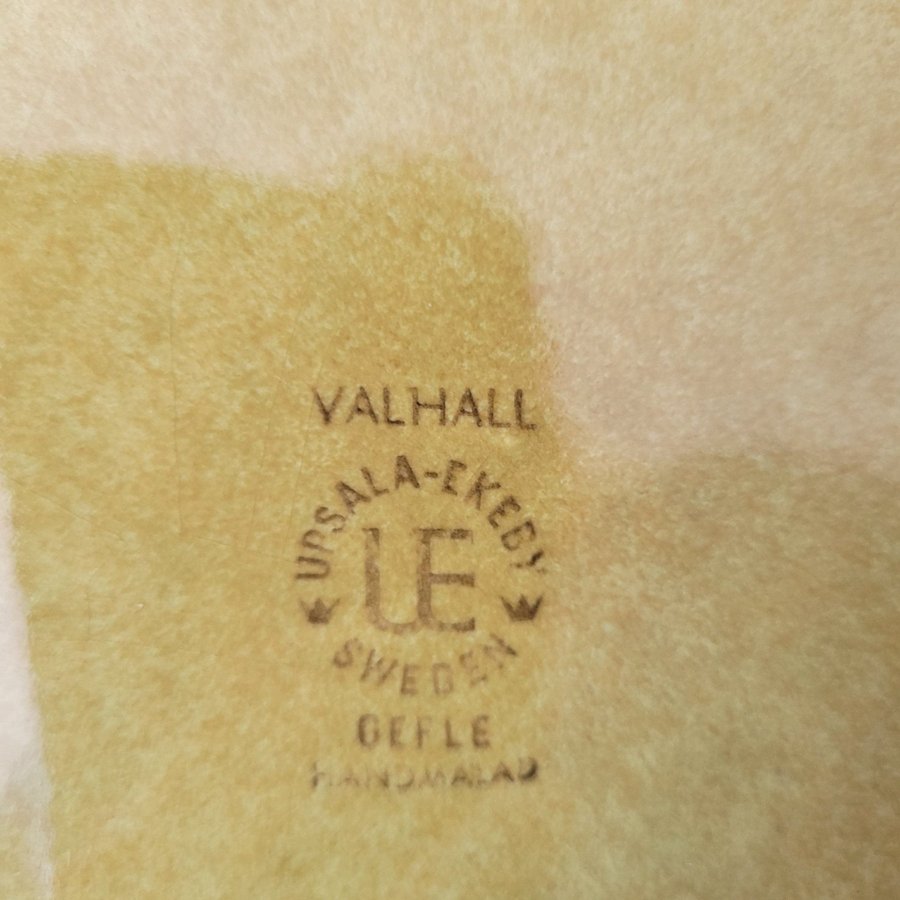 VALHALL
UPSALA-EKEBY
UE
SWEDEN
GEFLE
HANDMALAD